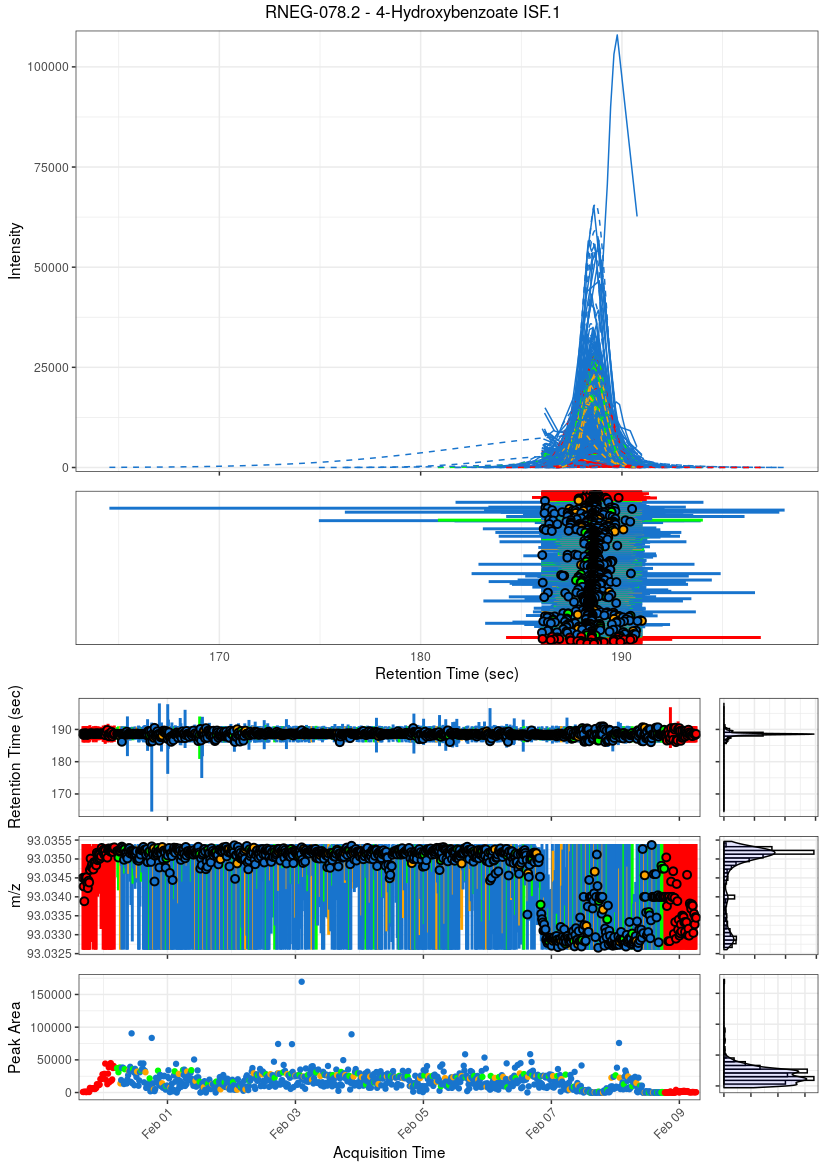 RNEG-078.2 - 4-Hydroxybenzoate ISF.1
100000
75000
50000
25000
0
Intensity
170
180
190
Retention Time (sec)
190
180
170
Retention Time (sec)
93.0355
93.0350
93.0345
93.0340
93.0335
93.0330
93.0325
m/z
150000
100000
50000
0
Peak Area
Feb 01
Feb 03
Feb 05
Feb 07
Feb 09
Acquisition Time